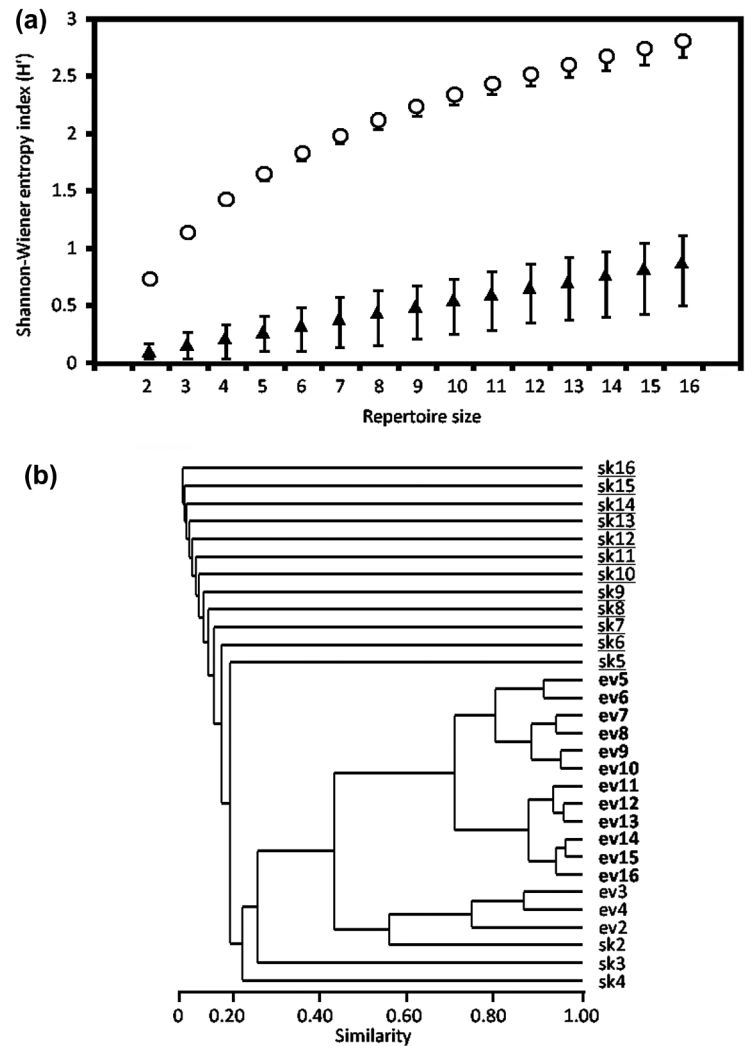 (a)
Shannon-Wiener entropy index (H')
3
2.5
2
1.5
1
0.5
0
2 3 4 5 6 7 8 9 10 11 12 13 14 15 16
Repertoire size
(b)
sk16
sk15
sk14
sk13
sk12
sk11
sk10
sk9
sk8
sk7
sk6
sk5
ev5
ev6
ev7
ev8
ev9
ev10
ev11
ev12
ev13
ev14
ev15
ev16
ev3
ev4
ev2
sk2
sk3
sk4
0 0.20 0.40 0.60 0.80 1.00
Similarity